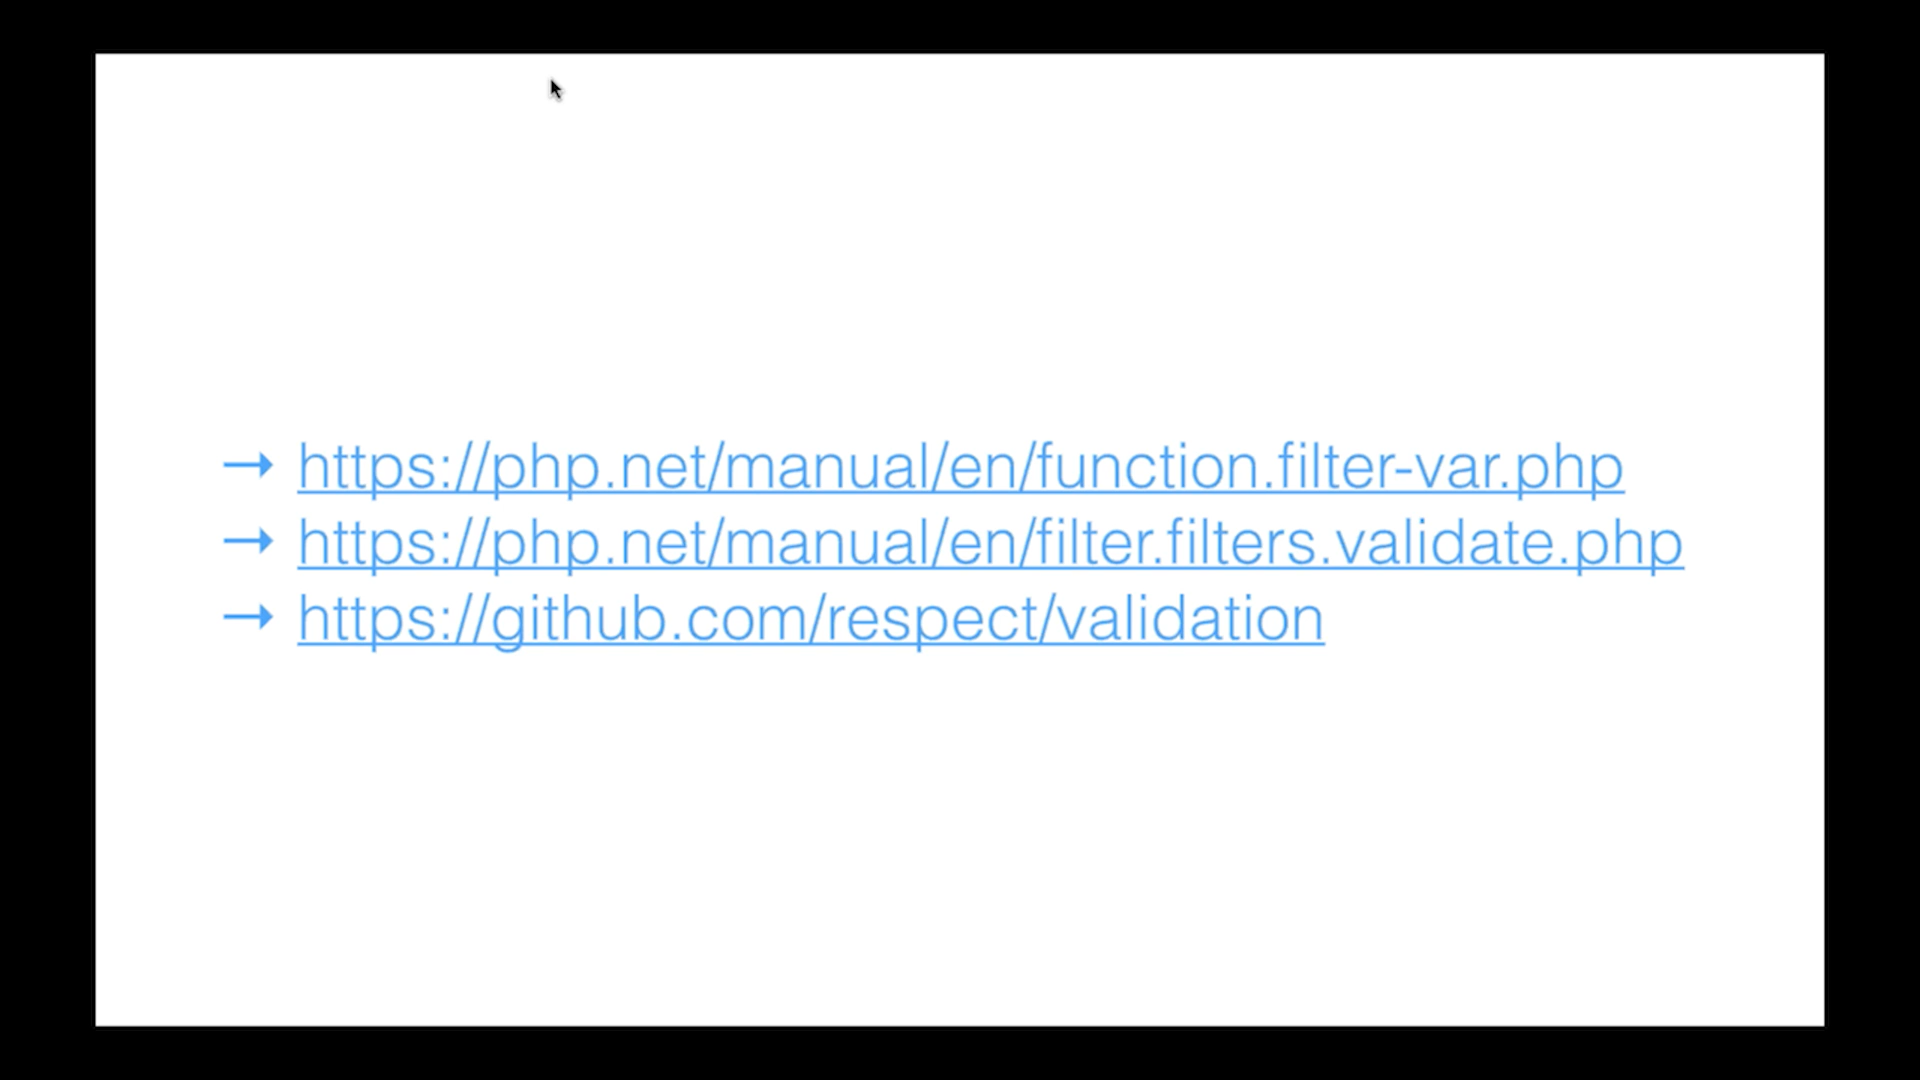 → https://php.net/manual/en/function.filter-var.php
→ https://php.net/manual/en/filter.filters.validate.php
→ https://github.com/respect/validation